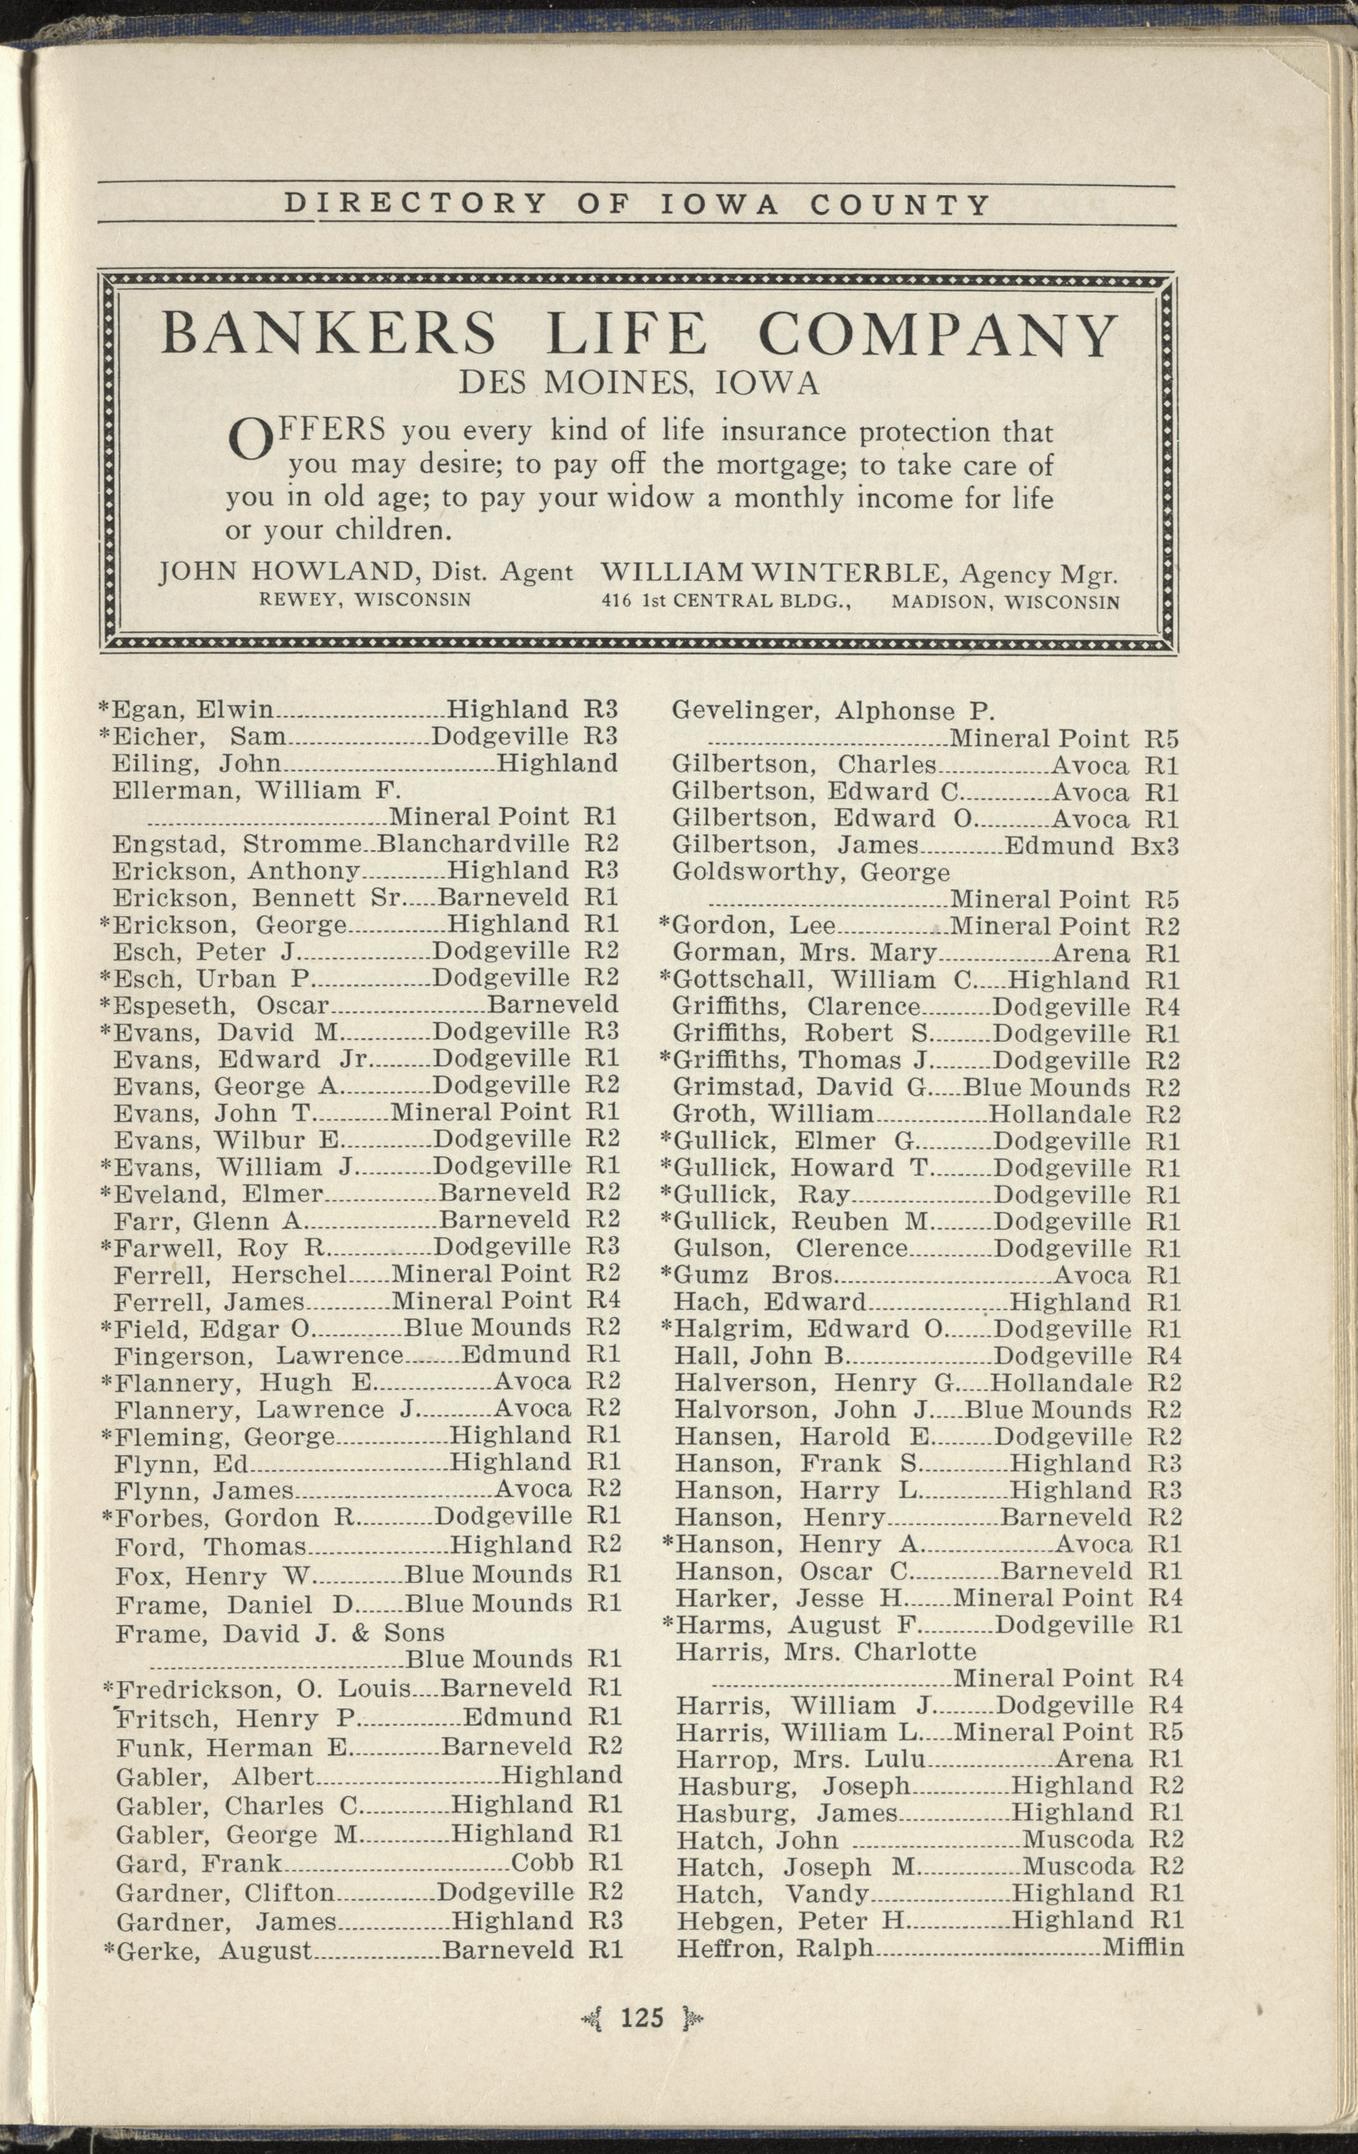 DIRECTORY OF IOWA COUNTY
BANKERS LIFE COMPANY
DES MOINES, IOWA
OFFERS you every kind of life insurance protection that
you may desire; to pay off the mortgage; to take care of
you in old age; to pay your widow a monthly income for life
or your children.
JOHN HOWLAND, Dist. Agent WILLIAM WINTERBLE, Agency Mgr.
REWEY, WISCONSIN 416 1st CENTRAL BLDG., MADISON, WISCONSIN
*Egan, Elwin........................Highland R3
*Eicher, Sam....................Dodgeville R3
Eiling, John..............................Highland
Ellerman, William F.
..................................Mineral Point R1
Engstad, Stromme..Blanchardville R2
Erickson, Anthony............Highland R3
Erickson, Bennett Sr.....Barneveld R1
*Erickson, George..............Highland R1
Esch, Peter J...................Dodgeville R2
*Esch, Urban P.................Dodgeville R2
*Espeseth, Oscar......................Barneveld
*Evans, David M.............Dodgeville R3
Evans, Edward Jr.........Dodgeville R1
Evans, George A.............Dodgeville R2
Evans, John T...........Mineral Point R1
Evans, Wilbur E.............Dodgeville R2
*Evans, William J...........Dodgeville R1
*Eveland, Elmer................Barneveld R2
Farr, Glenn A...................Barneveld R2
*Farwell, Roy R...............Dodgeville R3
Ferrell, Herschel......Mineral Point R2
Ferrell, James............Mineral Point R4
*Field, Edgar O.............Blue Mounds R2
Fingerson, Lawrence........Edmund R1
*Flannery, Hugh E.................Avoca R2
Flannery, Lawrence J...........Avoca R2
*Fleming, George................Highland R1
Flynn, Ed............................Highland R1
Flynn, James............................Avoca R2
*Forbes, Gordon R...........Dodgeville R1
Ford, Thomas....................Highland R2
Fox, Henry W.............Blue Mounds R1
Frame, Daniel D.......Blue Mounds R1
Frame, David J. & Sons
....................................Blue Mounds R1
*Fredrickson, O. Louis....Barneveld R1
Fritsch, Henry P...............Edmund R1
Funk, Herman E.............Barneveld R2
Gabler, Albert..........................Highland
Gabler, Charles C.............Highland R1
Gabler, George M.............Highland R1
Gard, Frank................................Cobb R1
Gardner, Clifton..............Dodgeville R2
Gardner, James................Highland R3
*Gerke, August..................Barneveld R1
Gevelinger, Alphonse P.
..................................Mineral Point R5
Gilbertson, Charles................Avoca R1
Gilbertson, Edward C.............Avoca R1
Gilbertson, Edward O...........Avoca R1
Gilbertson, James............Edmund Bx3
Goldsworthy, George
..................................Mineral Point R5
*Gordon, Lee................Mineral Point R2
Gorman, Mrs. Mary................Arena R1
*Gottschall, William C.....Highland R1
Griffiths, Clarence..........Dodgeville R4
Griffiths, Robert S.........Dodgeville R1
*Griffiths, Thomas J.........Dodgeville R2
Grimstad, David G.....Blue Mounds R2
Groth, William................Hollandale R2
*Gullick, Elmer G...........Dodgeville R1
*Gullick, Howard T.........Dodgeville R1
*Gullick, Ray....................Dodgeville R1
*Gullick, Reuben M.........Dodgeville R1
Gulson, Clerence............Dodgeville R1
*Gumz Bros...............................Avoca R1
Hach, Edward....................Highland R1
*Halgrim, Edward O.......Dodgeville R1
Hall, John B.....................Dodgeville R4
Halverson, Henry G.....Hollandale R2
Halvorson, John J.....Blue Mounds R2
Hansen, Harold E.........Dodgeville R2
Hanson, Frank S.............Highland R3
Hanson, Harry L.............Highland R3
Hanson, Henry................Barneveld R2
*Hanson, Henry A...................Avoca R1
Hanson, Oscar C.............Barneveld R1
Harker, Jesse H.......Mineral Point R4
*Harms, August F...........Dodgeville R1
Harris, Mrs. Charlotte
..................................Mineral Point R4
Harris, William J.........Dodgeville R4
Harris, William L.....Mineral Point R5
Harrop, Mrs. Lulu..................Arena R1
Hasburg, Joseph..............Highland R2
Hasburg, James................Highland R1
Hatch, John ........................Muscoda R2
Hatch, Joseph M...............Muscoda R2
Hatch, Vandy....................Highland R1
Hebgen, Peter H...............Highland R1
Heffron, Ralph................................Mifflin
125